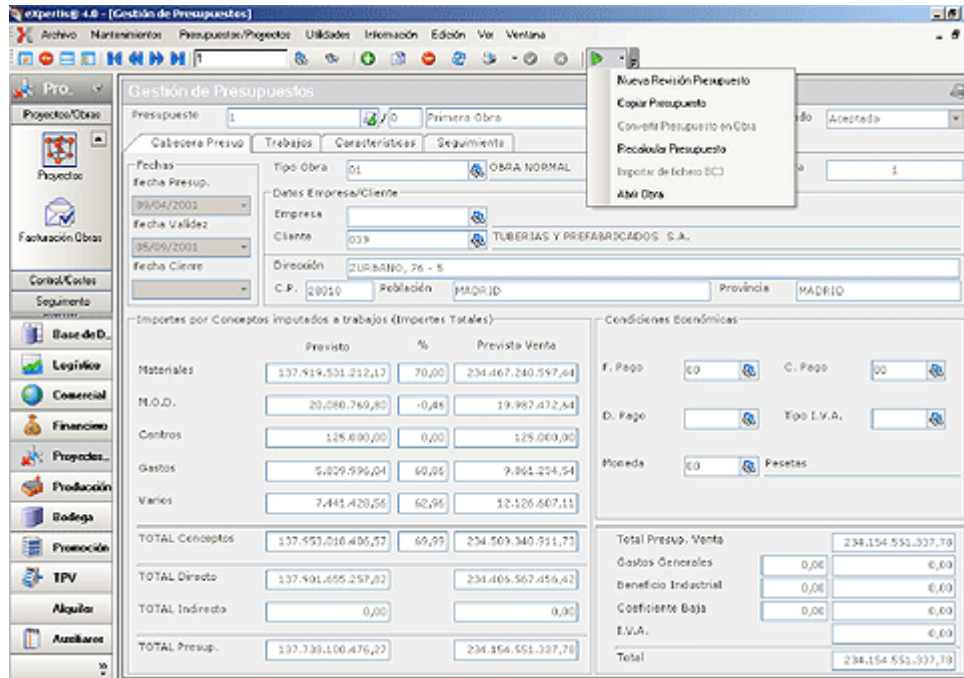 eXpertis® 4.0 - [Gestión de Presupuestos]
Archivo Mantenimientos Presupuestos/Proyectos Utilidades Información Edición Ver Ventana
1
Pro.
Proyectos/Obras
Proyectos
Facturación Obras
Control/Costes
Seguimiento
Base de D..
Logística
Comercial
Financiero
Proyectos..
Producción
Bodega
Promoción
TPV
Alquiler
Auxiliares
Gestión de Presupuestos
Presupuesto 1 / 0 Primera Obra
Aceptado
Nueva Revisión Presupuesto
Copiar Presupuesto
Convertir Presupuesto en Obra
Recalcular Presupuesto
Importar de fichero BC3
Abrir Obra
Cabecera Presup Trabajos Características Seguimiento
Fechas
Fecha Presup.
09/04/2001
Fecha Validez
05/09/2001
Fecha Cierre
Tipo Obra 01 OBRA NORMAL
1
Datos Empresa/Cliente
Empresa
Cliente 039 TUBERIAS Y PREFABRICADOS S.A.
Dirección ZURBANO, 76 - 5
C.P. 28010 Población MADRID Provincia MADRID
Importes por Conceptos imputados a trabajos (Importes Totales)
Previsto % Previsto Venta
Materiales 137.919.531.212,17 70,00 234.467.240.597,44
M.O.D. 20.080.769,80 -0,46 19.987.472,64
Centros 125.000,00 0,00 125.000,00
Gastos 5.839.996,04 60,06 9.861.234,54
Varios 7.441.428,56 62,96 12.126.607,11
TOTAL Conceptos 137.953.018.406,57 69,99 234.509.340.911,73
TOTAL Directo 137.901.655.257,82 234.406.567.456,42
TOTAL Indirecto 0,00 0,00
TOTAL Presup. 137.738.100.476,27 234.154.551.337,78
Condiciones Económicas
F. Pago 00 C. Pago 00
D. Pago Tipo I.V.A.
Moneda 00 Pesetas
Total Presup. Venta 234.154.551.337,78
Gastos Generales 0,00 0,00
Beneficio Industrial 0,00 0,00
Coeficiente Baja 0,00 0,00
I.V.A. 0,00
Total 234.154.551.337,78